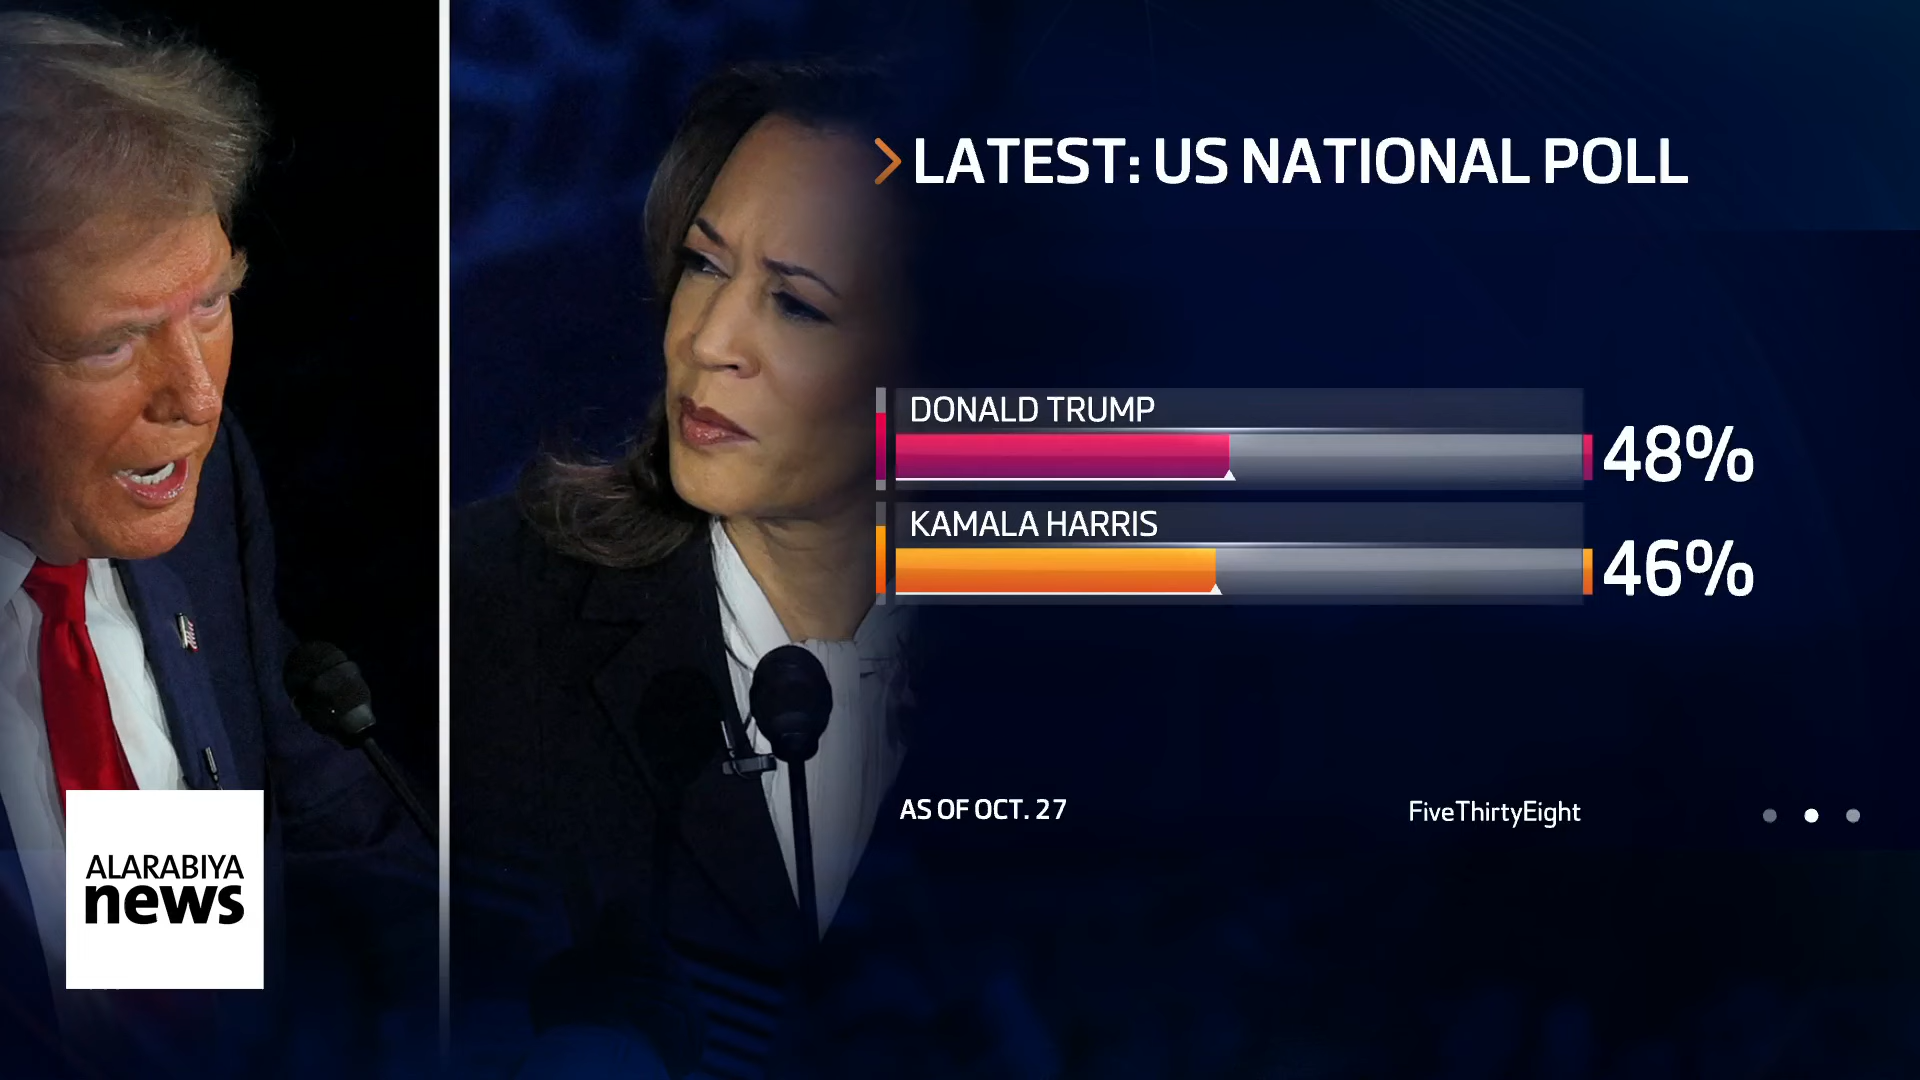 LATEST: US NATIONAL POLL
DONALD TRUMP
48%
KAMALA HARRIS
46%
AS OF OCT. 27
FiveThirtyEight
ALARABIYA
news